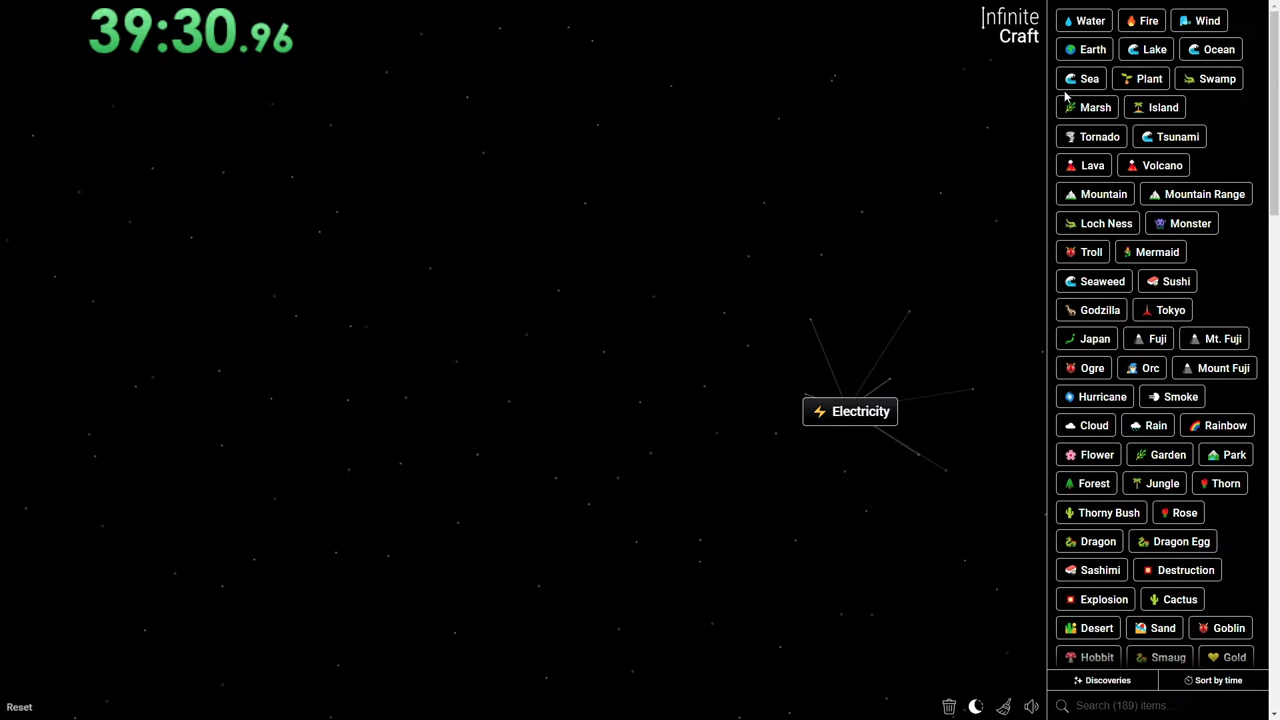 39:30.96
Infinite
Craft
Electricity
Water Fire Wind
Earth Lake Ocean
Sea Plant Swamp
Marsh Island
Tornado Tsunami
Lava Volcano
Mountain Mountain Range
Loch Ness Monster
Troll Mermaid
Seaweed Sushi
Godzilla Tokyo
Japan Fuji Mt. Fuji
Ogre Orc Mount Fuji
Hurricane Smoke
Cloud Rain Rainbow
Flower Garden Park
Forest Jungle Thorn
Thorny Bush Rose
Dragon Dragon Egg
Sashimi Destruction
Explosion Cactus
Desert Sand Goblin
Hobbit Smaug Gold
Discoveries Sort by time
Search (189) items...
Reset